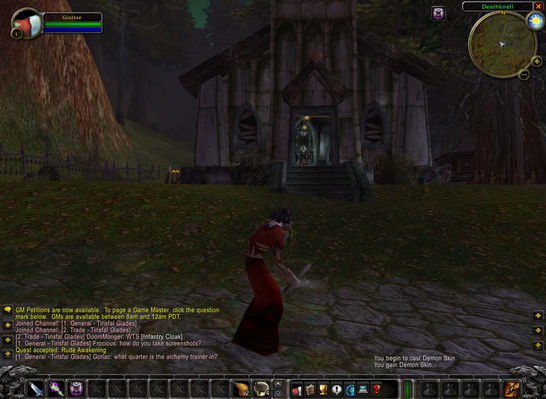 Deathknell
N
1
GM Petitions are now available. To page a Game Master, click the question
mark below. GMs are available between 8am and 12am PDT.
Joined Channel: [1. General - Tirisfal Glades]
Joined Channel: [2. Trade - Tirisfal Glades]
[2. Trade - Tirisfal Glades] DoomMonger: WTS [Infantry Cloak]
[1. General - Tirisfal Glades] Frocious: how do you take screenshots?
Quest accepted: Rude Awakening
[1. General - Tirisfal Glades] Gorlac: what quarter is the alchemy trainer in?
You begin to cast Demon Skin.
You gain Demon Skin.